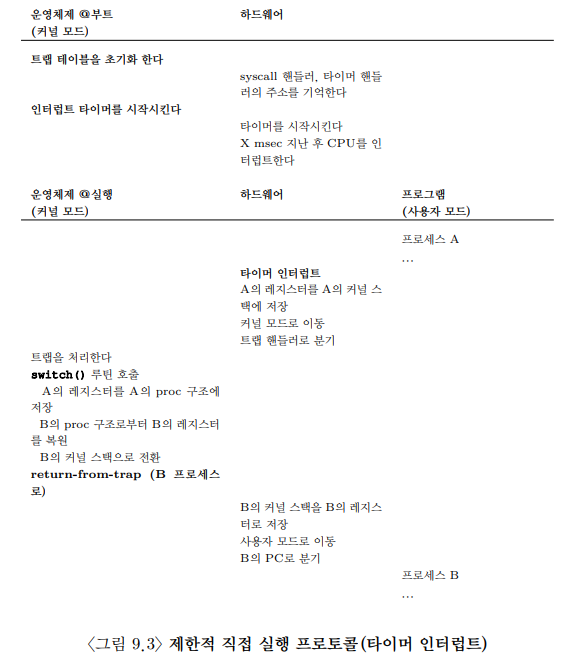 운영체제 @부트 하드웨어
(커널 모드)
트랩 테이블을 초기화 한다
syscall 핸들러, 타이머 핸들
러의 주소를 기억한다
인터럽트 타이머를 시작시킨다
타이머를 시작시킨다
X msec 지난 후 CPU를 인
터럽트한다
운영체제 @실행 하드웨어 프로그램
(커널 모드) (사용자 모드)
프로세스 A
...
타이머 인터럽트
A의 레지스터를 A의 커널 스
택에 저장
커널 모드로 이동
트랩 핸들러로 분기
트랩을 처리한다
switch() 루틴 호출
A의 레지스터를 A의 proc 구조에
저장
B의 proc 구조로부터 B의 레지스터
를 복원
B의 커널 스택으로 전환
return-from-trap (B 프로세스
로)
B의 커널 스택을 B의 레지스
터로 저장
사용자 모드로 이동
B의 PC로 분기
프로세스 B
...
〈그림 9.3〉 제한적 직접 실행 프로토콜(타이머 인터럽트)